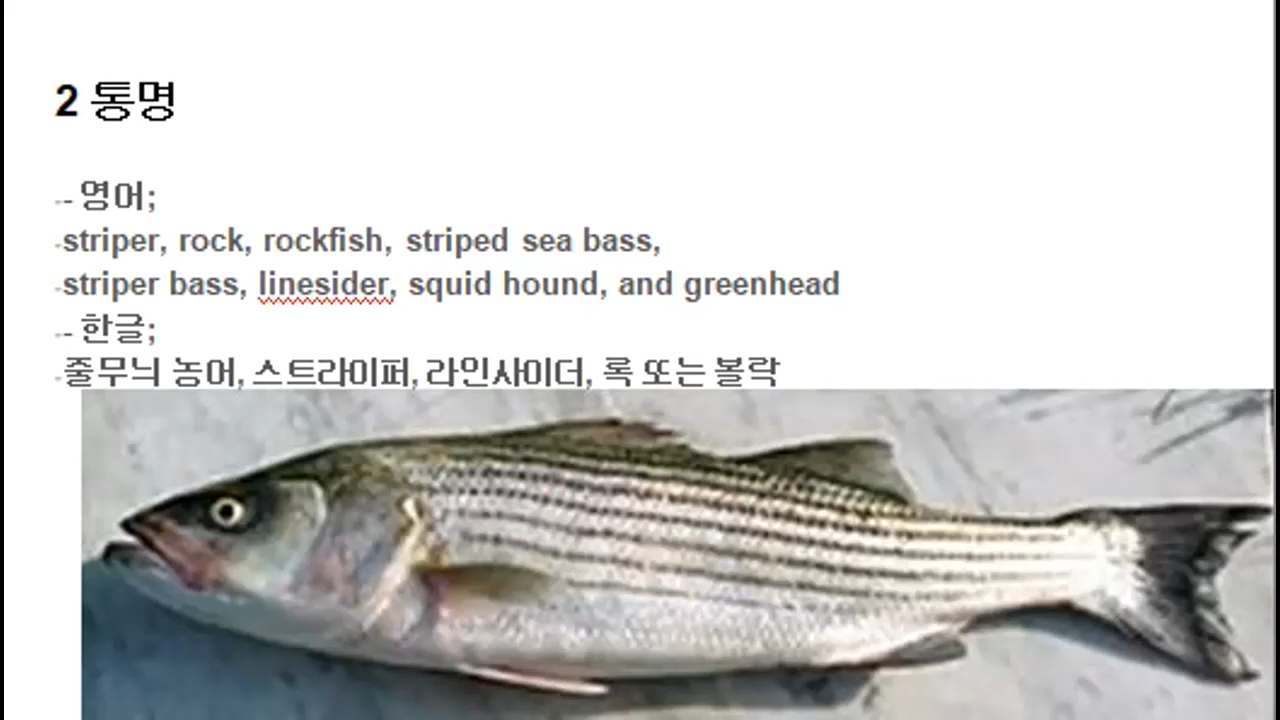 2 통명
-- 영어;
-striper, rock, rockfish, striped sea bass,
-striper bass, linesider, squid hound, and greenhead
-- 한글;
-줄무늬 농어, 스트라이퍼, 라인사이더, 록 또는 볼락